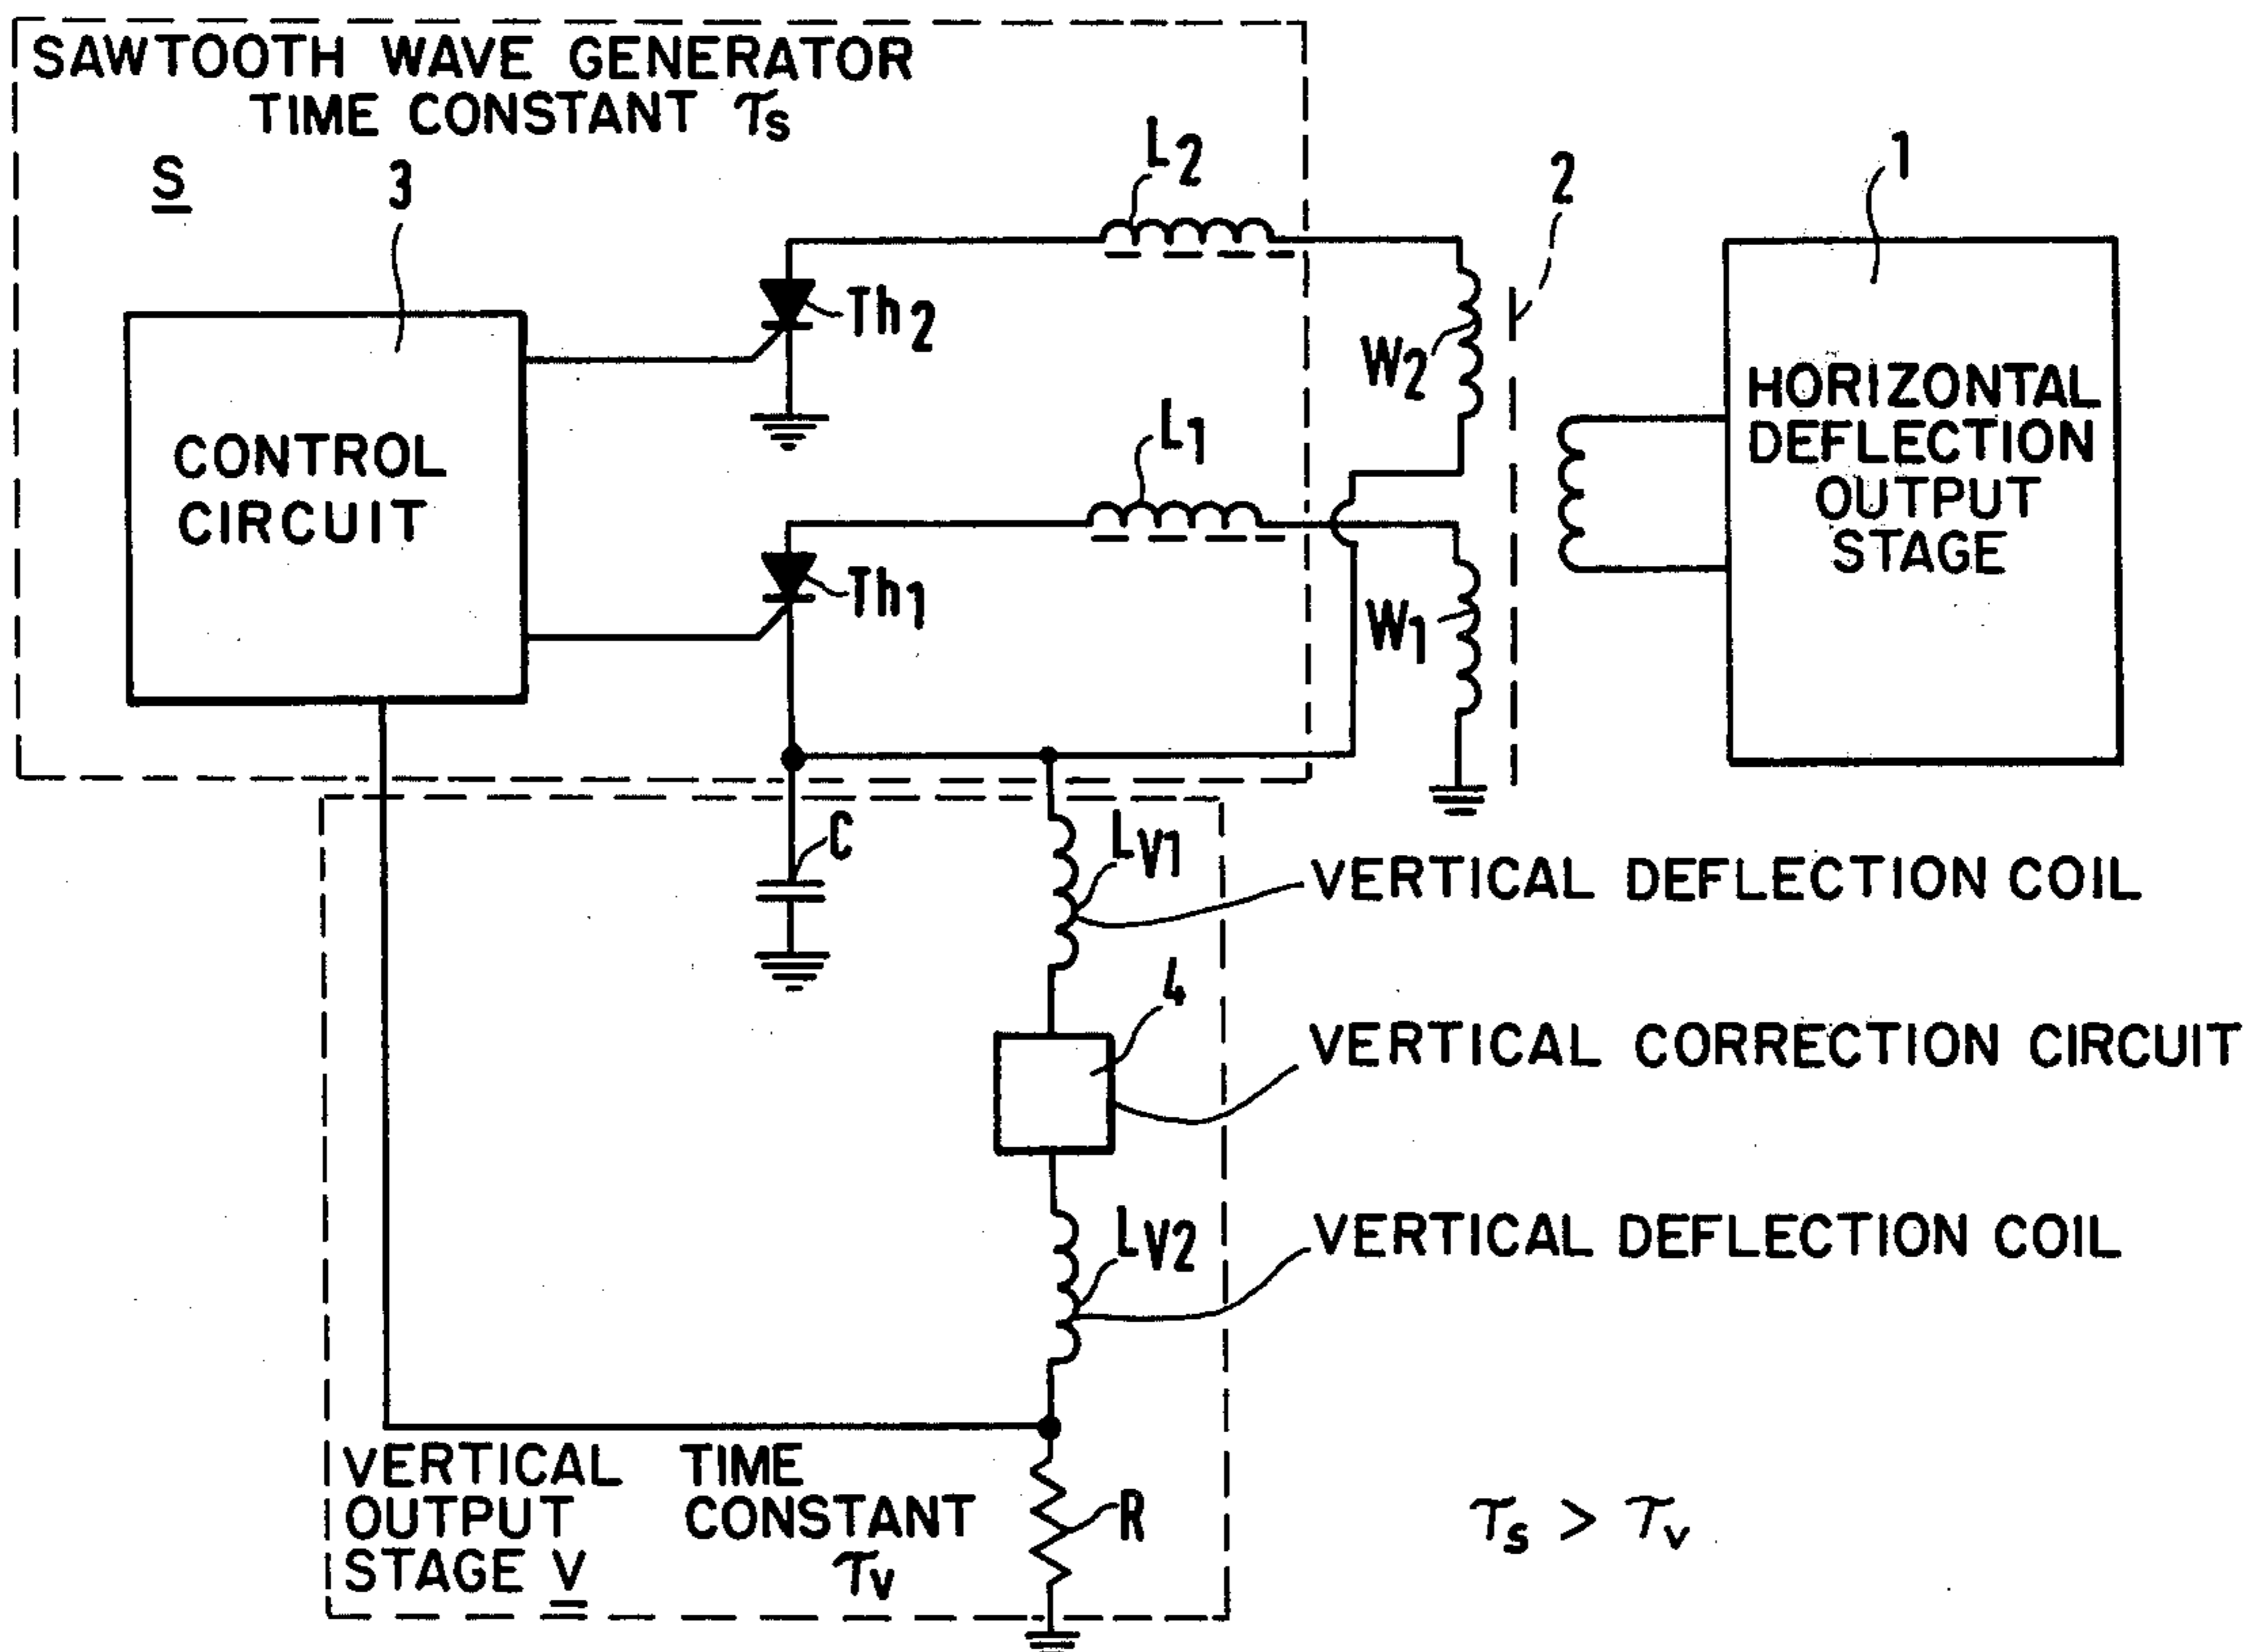 SAWTOOTH WAVE GENERATOR
TIME CONSTANT τs
S
3
L2
2
1
Th2
W2
HORIZONTAL
DEFLECTION
OUTPUT
STAGE
CONTROL
CIRCUIT
L1
Th1
W1
C
LV1
VERTICAL DEFLECTION COIL
4
VERTICAL CORRECTION CIRCUIT
LV2
VERTICAL DEFLECTION COIL
VERTICAL
OUTPUT
STAGE V
TIME
CONSTANT
τv
R
τs > τv